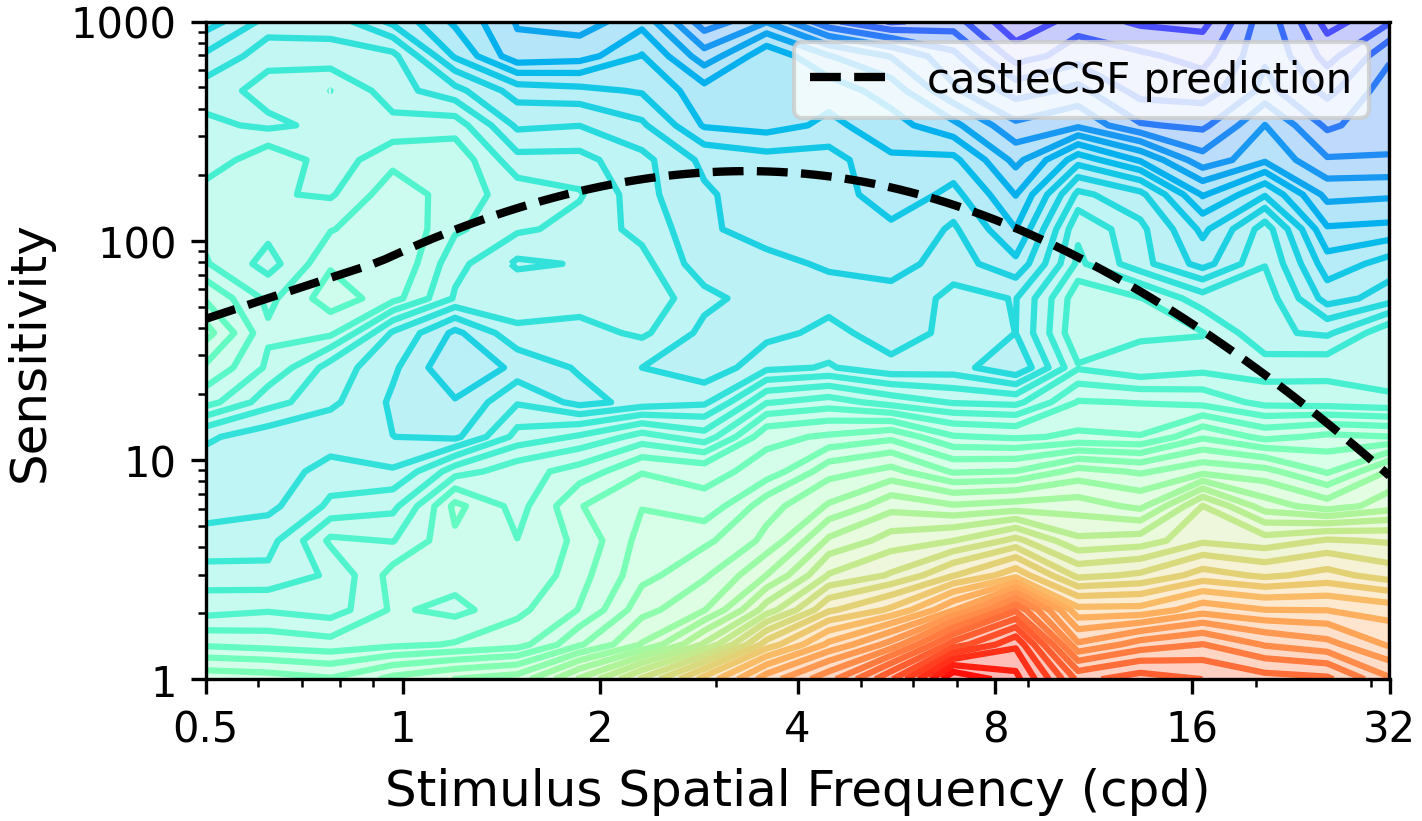 1000
100
10
1
Sensitivity
castleCSF prediction
0.5 1 2 4 8 16 32
Stimulus Spatial Frequency (cpd)